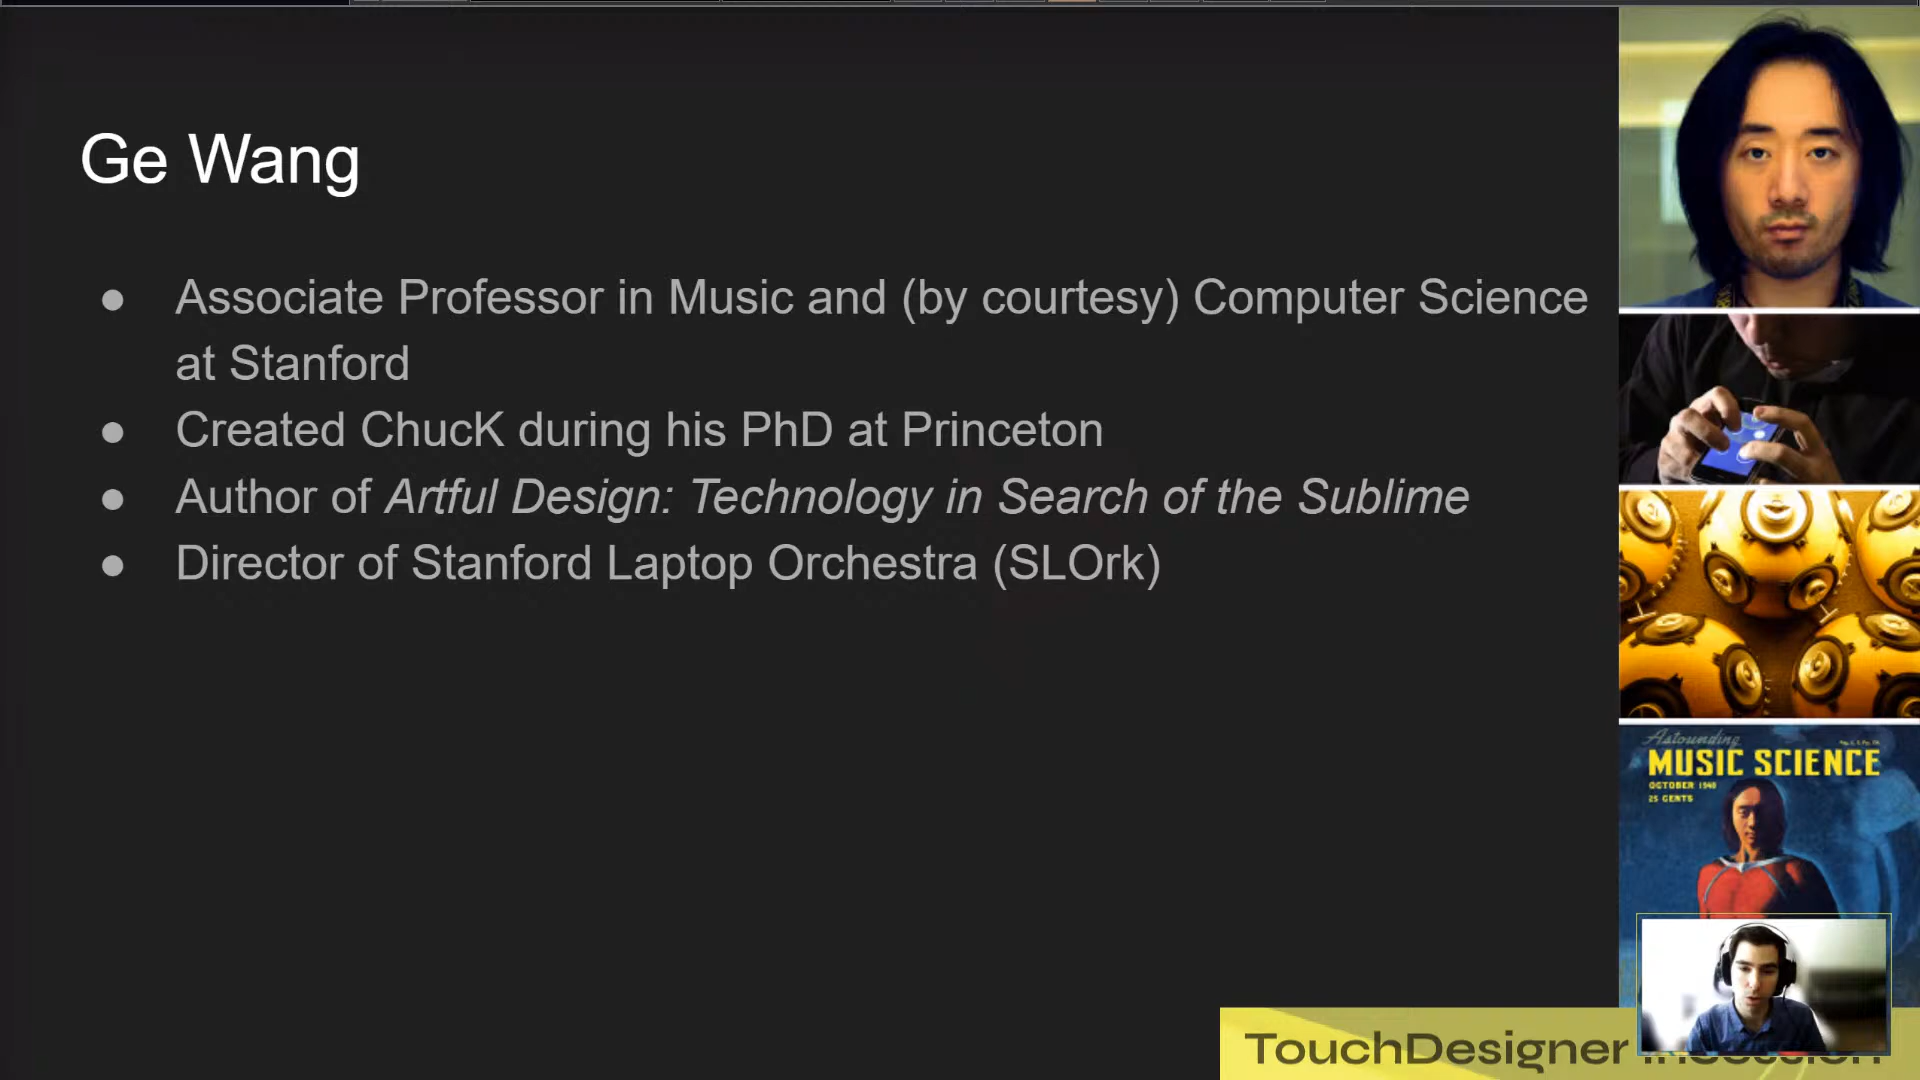 Ge Wang
● Associate Professor in Music and (by courtesy) Computer Science
at Stanford
● Created ChucK during his PhD at Princeton
● Author of Artful Design: Technology in Search of the Sublime
● Director of Stanford Laptop Orchestra (SLOrk)
Astounding
MUSIC SCIENCE
OCTOBER 1940
25 CENTS
TouchDesigner